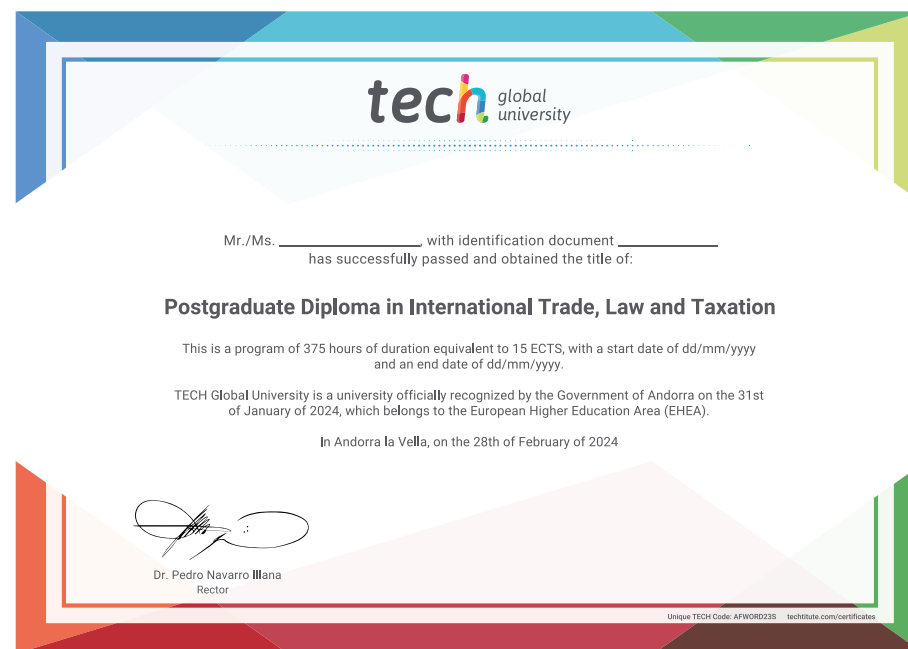 tech global university
Mr./Ms. ____________, with identification document ____________
has successfully passed and obtained the title of:
Postgraduate Diploma in International Trade, Law and Taxation
This is a program of 375 hours of duration equivalent to 15 ECTS, with a start date of dd/mm/yyyy
and an end date of dd/mm/yyyy.
TECH Global University is a university officially recognized by the Government of Andorra on the 31st
of January of 2024, which belongs to the European Higher Education Area (EHEA).
In Andorra la Vella, on the 28th of February of 2024
Dr. Pedro Navarro Illana
Rector
Unique TECH Code: AFWORD23S techtitute.com/certificates